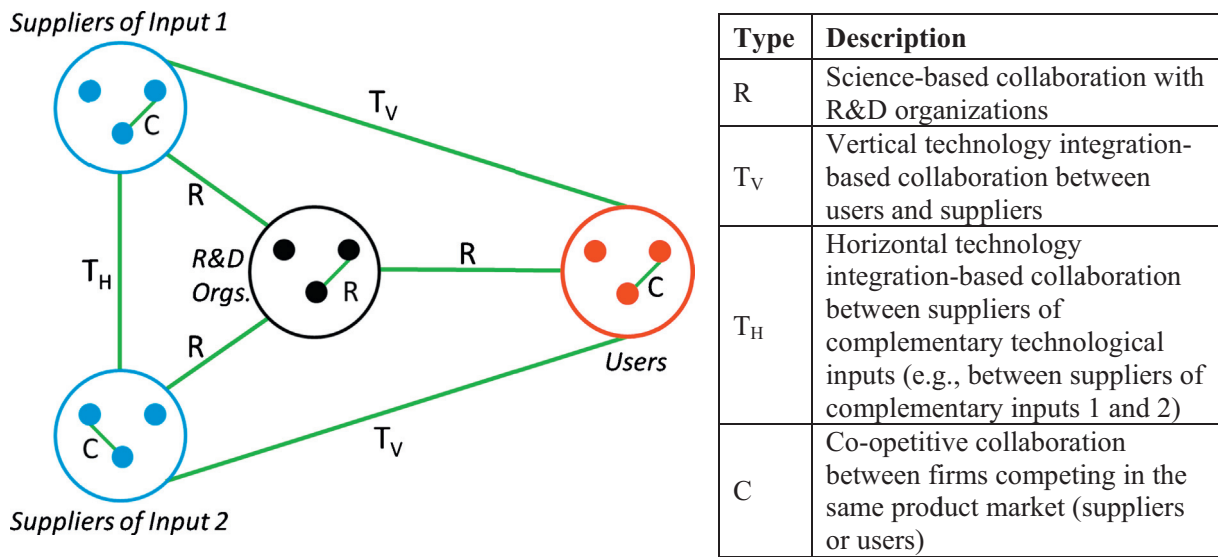 Suppliers of Input 1
C
T_V
R
R&D
Orgs.
R
R
C
Users
T_H
R
C
T_V
Suppliers of Input 2
Type Description
R Science-based collaboration with
R&D organizations
T_V Vertical technology integration-
based collaboration between
users and suppliers
T_H Horizontal technology
integration-based collaboration
between suppliers of
complementary technological
inputs (e.g., between suppliers of
complementary inputs 1 and 2)
C Co-opetitive collaboration
between firms competing in the
same product market (suppliers
or users)